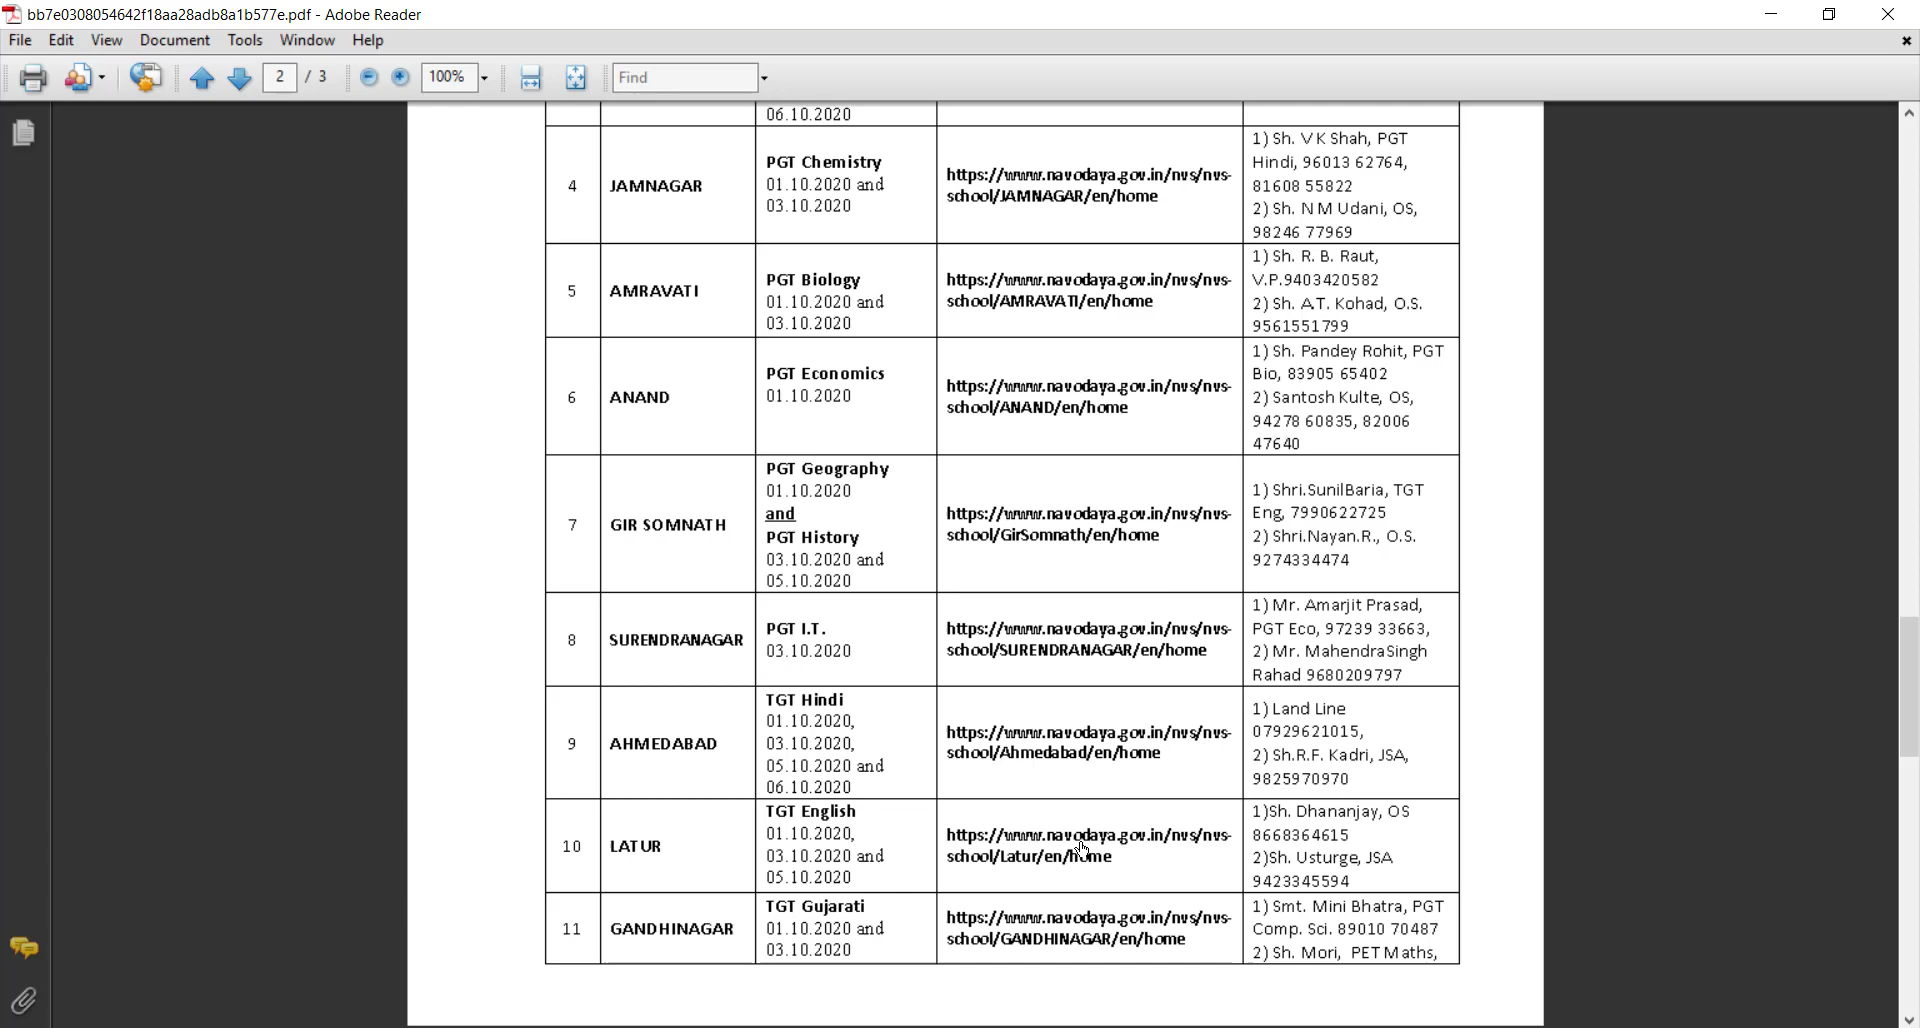 bb7e0308054642f18aa28adb8a1b577e.pdf - Adobe Reader
File Edit View Document Tools Window Help
2 / 3 100% Find
06.10.2020
4
JAMNAGAR
PGT Chemistry
01.10.2020 and
03.10.2020
https://www.navodaya.gov.in/nvs/nvs-
school/JAMNAGAR/en/home
1) Sh. V K Shah, PGT
Hindi, 96013 62764,
81608 55822
2) Sh. N M Udani, OS,
98246 77969
5
AMRAVATI
PGT Biology
01.10.2020 and
03.10.2020
https://www.navodaya.gov.in/nvs/nvs-
school/AMRAVATI/en/home
1) Sh. R. B. Raut,
V.P.9403420582
2) Sh. A.T. Kohad, O.S.
9561551799
6
ANAND
PGT Economics
01.10.2020
https://www.navodaya.gov.in/nvs/nvs-
school/ANAND/en/home
1) Sh. Pandey Rohit, PGT
Bio, 83905 65402
2) Santosh Kulte, OS,
94278 60835, 82006
47640
7
GIR SOMNATH
PGT Geography
01.10.2020
and
PGT History
03.10.2020 and
05.10.2020
https://www.navodaya.gov.in/nvs/nvs-
school/GirSomnath/en/home
1) Shri.SunilBaria, TGT
Eng, 7990622725
2) Shri.Nayan.R., O.S.
9274334474
8
SURENDRANAGAR
PGT I.T.
03.10.2020
https://www.navodaya.gov.in/nvs/nvs-
school/SURENDRANAGAR/en/home
1) Mr. Amarjit Prasad,
PGT Eco, 97239 33663,
2) Mr. MahendraSingh
Rahad 9680209797
9
AHMEDABAD
TGT Hindi
01.10.2020,
03.10.2020,
05.10.2020 and
06.10.2020
https://www.navodaya.gov.in/nvs/nvs-
school/Ahmedabad/en/home
1) Land Line
07929621015,
2) Sh.R.F. Kadri, JSA,
9825970970
10
LATUR
TGT English
01.10.2020,
03.10.2020 and
05.10.2020
https://www.navodaya.gov.in/nvs/nvs-
school/Latur/en/home
1)Sh. Dhananjay, OS
8668364615
2)Sh. Usturge, JSA
9423345594
11
GANDHINAGAR
TGT Gujarati
01.10.2020 and
03.10.2020
https://www.navodaya.gov.in/nvs/nvs-
school/GANDHINAGAR/en/home
1) Smt. Mini Bhatra, PGT
Comp. Sci. 89010 70487
2) Sh. Mori, PET Maths,